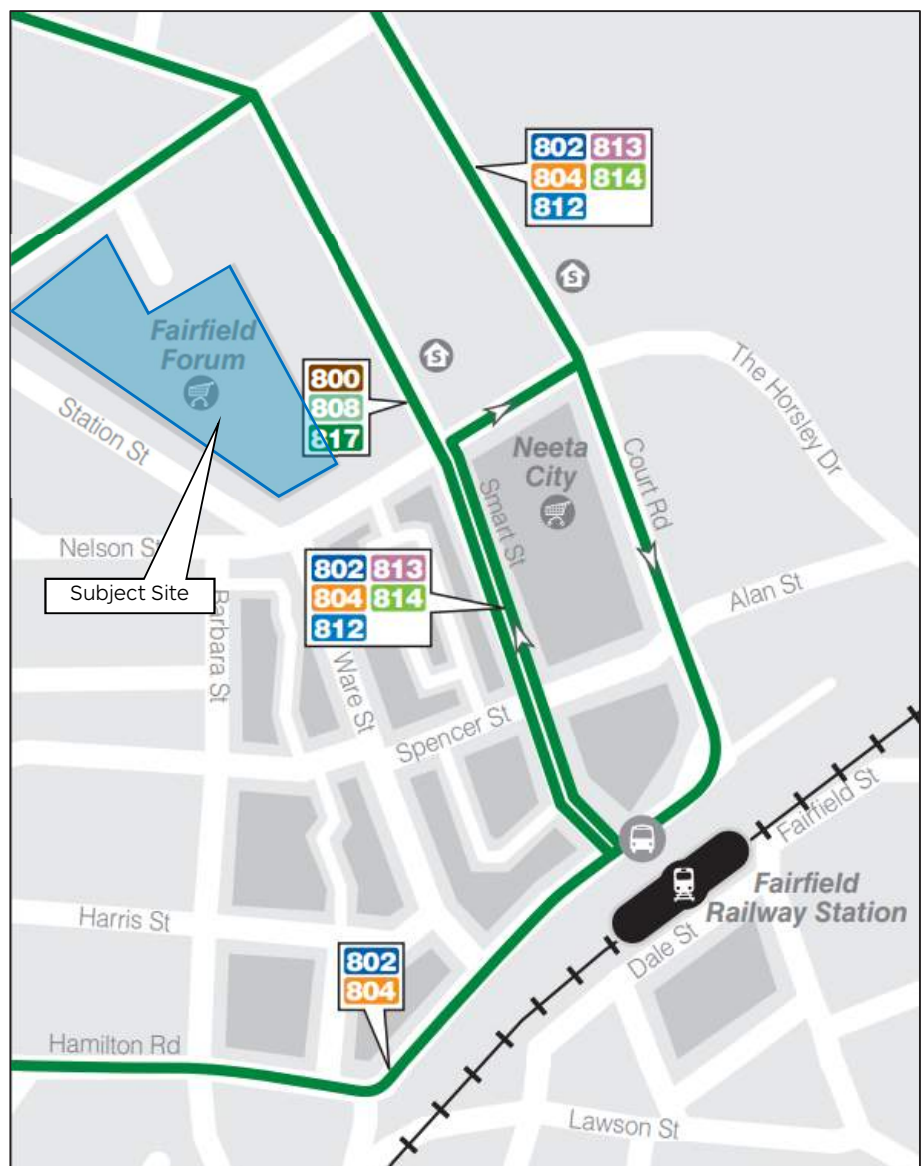 802 813
804 814
812
S
The Horsley Dr
Fairfield
Forum
S
800
808
817
Station St
Neeta
City
Court Rd
Smart St
Nelson St
802 813
804 814
812
Subject Site
Barbara St
Ware St
Alan St
Spencer St
Fairfield St
Fairfield
Railway Station
Harris St
Dale St
802
804
Hamilton Rd
Lawson St